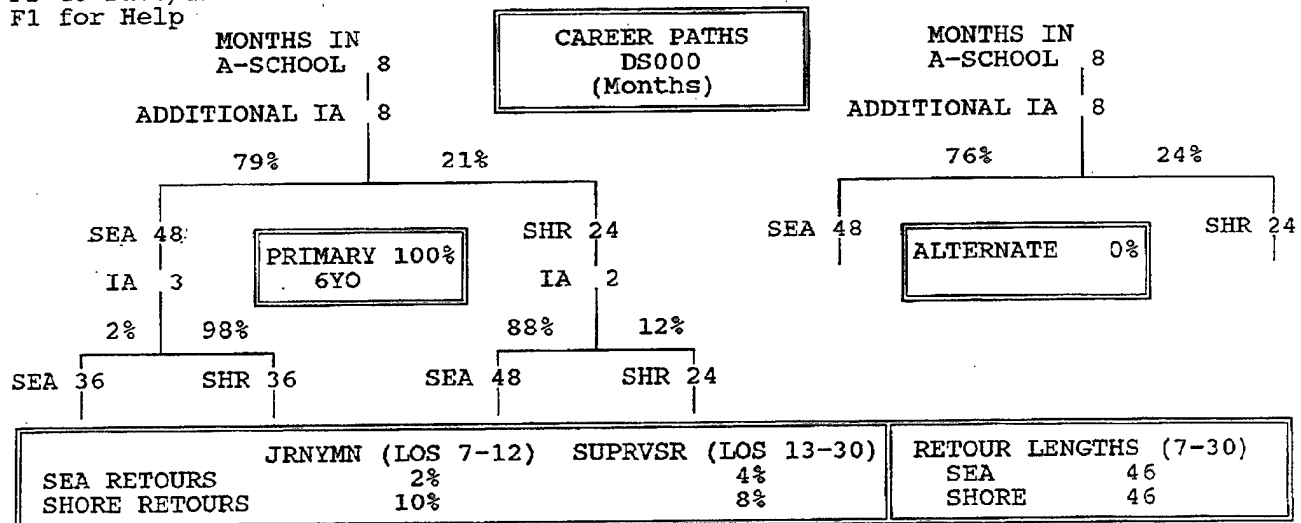 F1 for Help
MONTHS IN
A-SCHOOL 8
CAREER PATHS
DS000
(Months)
MONTHS IN
A-SCHOOL 8
ADDITIONAL IA 8
ADDITIONAL IA 8
79% 21%
76% 24%
SEA 48
SHR 24
SEA 48
SHR 24
PRIMARY 100%
6YO
ALTERNATE 0%
IA 3
IA 2
2% 98%
88% 12%
SEA 36
SHR 36
SEA 48
SHR 24
JRNYMN (LOS 7-12) SUPRVSR (LOS 13-30)
SEA RETOURS 2% 4%
SHORE RETOURS 10% 8%
RETOUR LENGTHS (7-30)
SEA 46
SHORE 46